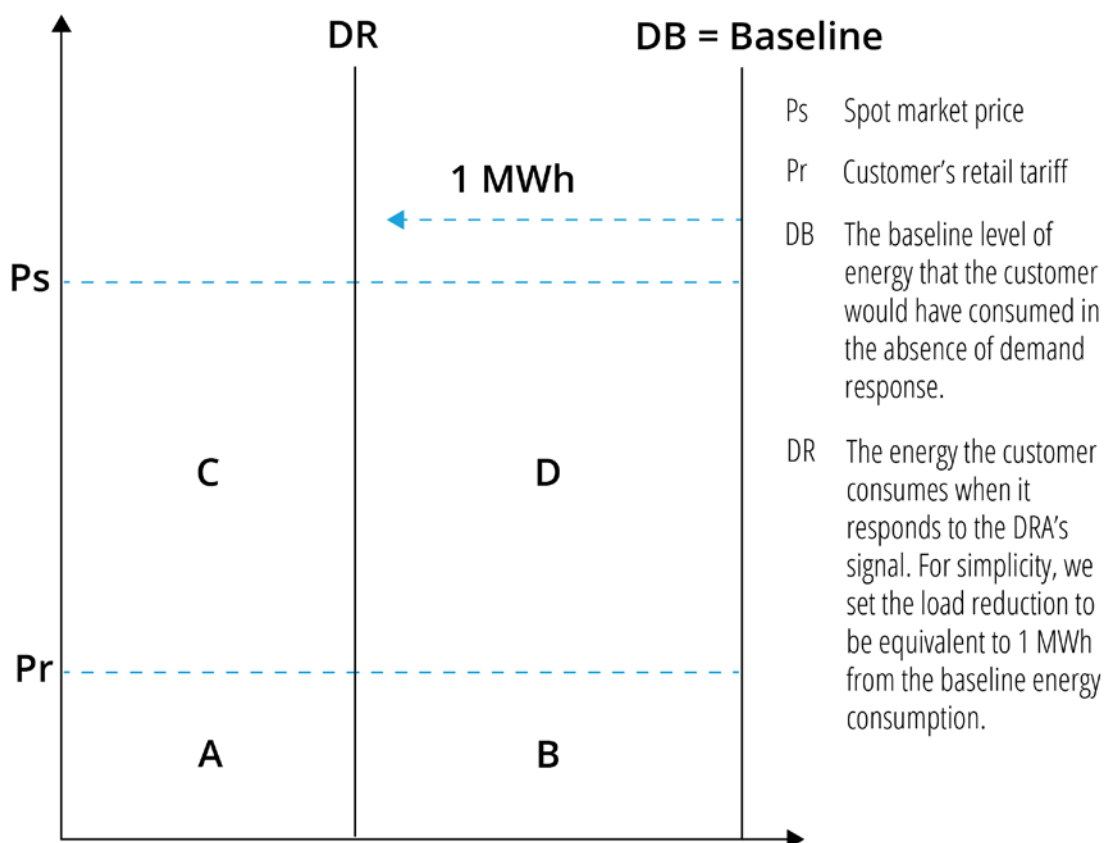 DR
DB = Baseline
1 MWh
Ps
C
D
Pr
A
B
Ps Spot market price
Pr Customer’s retail tariff
DB The baseline level of
energy that the customer
would have consumed in
the absence of demand
response.
DR The energy the customer
consumes when it
responds to the DRA’s
signal. For simplicity, we
set the load reduction to
be equivalent to 1 MWh
from the baseline energy
consumption.